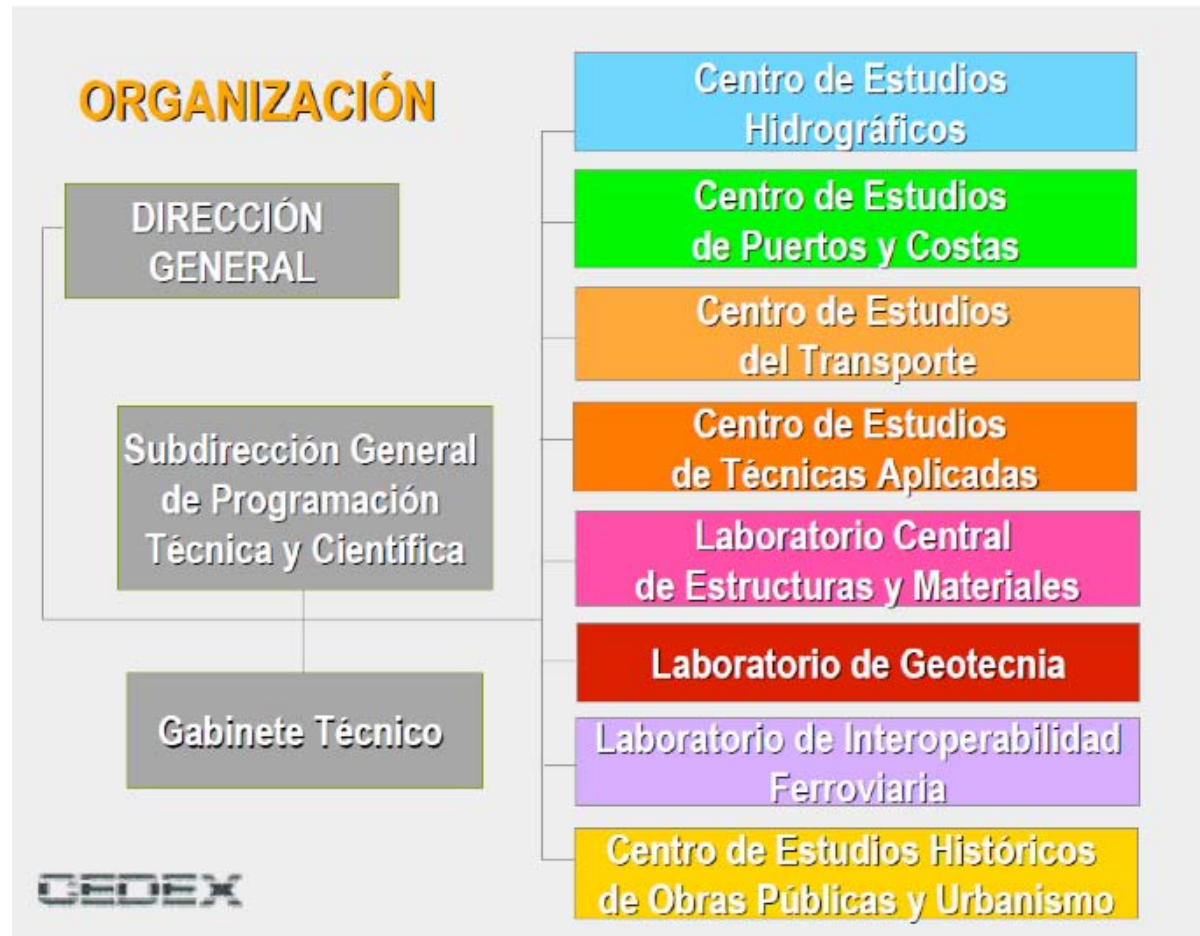 ORGANIZACIÓN
DIRECCIÓN
GENERAL
Subdirección General
de Programación
Técnica y Científica
Gabinete Técnico
CEDEX
Centro de Estudios
Hidrográficos
Centro de Estudios
de Puertos y Costas
Centro de Estudios
del Transporte
Centro de Estudios
de Técnicas Aplicadas
Laboratorio Central
de Estructuras y Materiales
Laboratorio de Geotecnia
Laboratorio de Interoperabilidad
Ferroviaria
Centro de Estudios Históricos
de Obras Públicas y Urbanismo